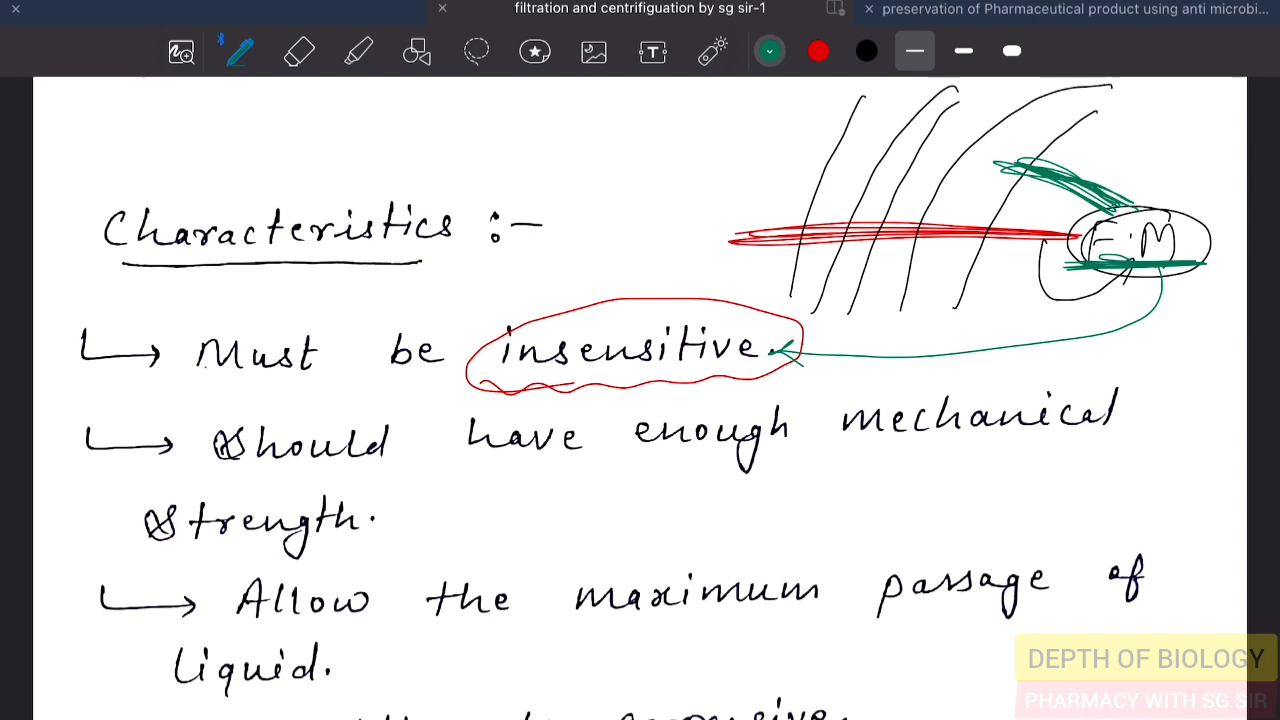 filtration and centrifiguation by sg sir-1
preservation of Pharmaceutical product using anti microbi...
F.M
Characteristics :-
Must be insensitive.
Should have enough mechanical
Strength.
Allow the maximum passage of
liquid.
DEPTH OF BIOLOGY
PHARMACY WITH SG SIR